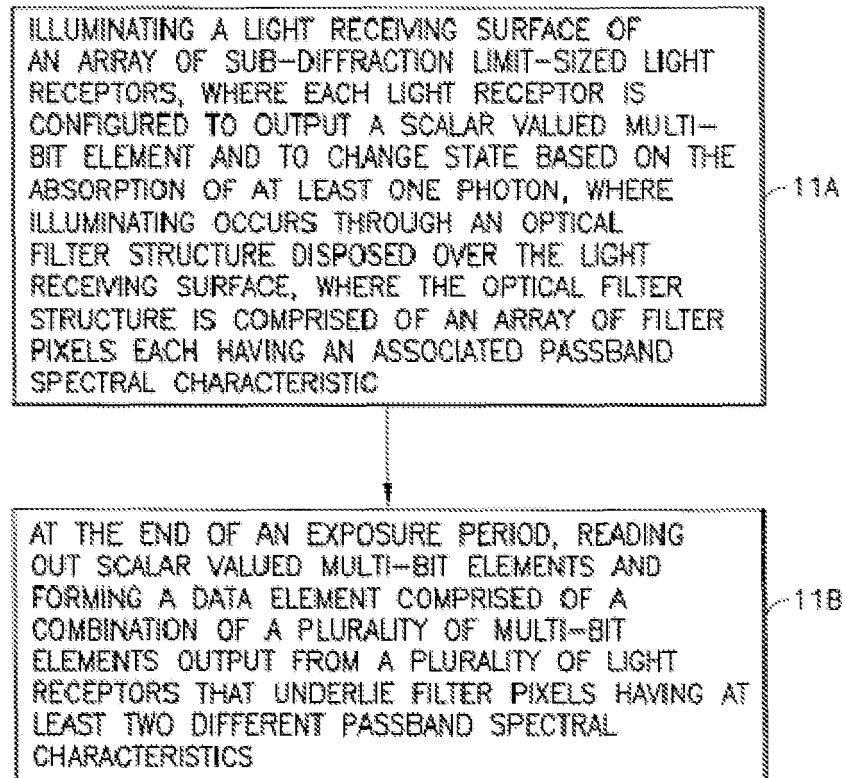 ILLUMINATING A LIGHT RECEIVING SURFACE OF
AN ARRAY OF SUB-DIFFRACTION LIMIT-SIZED LIGHT
RECEPTORS, WHERE EACH LIGHT RECEPTOR IS
CONFIGURED TO OUTPUT A SCALAR VALUED MULTI-
BIT ELEMENT AND TO CHANGE STATE BASED ON THE
ABSORPTION OF AT LEAST ONE PHOTON, WHERE
ILLUMINATING OCCURS THROUGH AN OPTICAL
FILTER STRUCTURE DISPOSED OVER THE LIGHT
RECEIVING SURFACE, WHERE THE OPTICAL FILTER
STRUCTURE IS COMPRISED OF AN ARRAY OF FILTER
PIXELS EACH HAVING AN ASSOCIATED PASSBAND
SPECTRAL CHARACTERISTIC
11A
AT THE END OF AN EXPOSURE PERIOD, READING
OUT SCALAR VALUED MULTI-BIT ELEMENTS AND
FORMING A DATA ELEMENT COMPRISED OF A
COMBINATION OF A PLURALITY OF MULTI-BIT
ELEMENTS OUTPUT FROM A PLURALITY OF LIGHT
RECEPTORS THAT UNDERLIE FILTER PIXELS HAVING AT
LEAST TWO DIFFERENT PASSBAND SPECTRAL
CHARACTERISTICS
11B